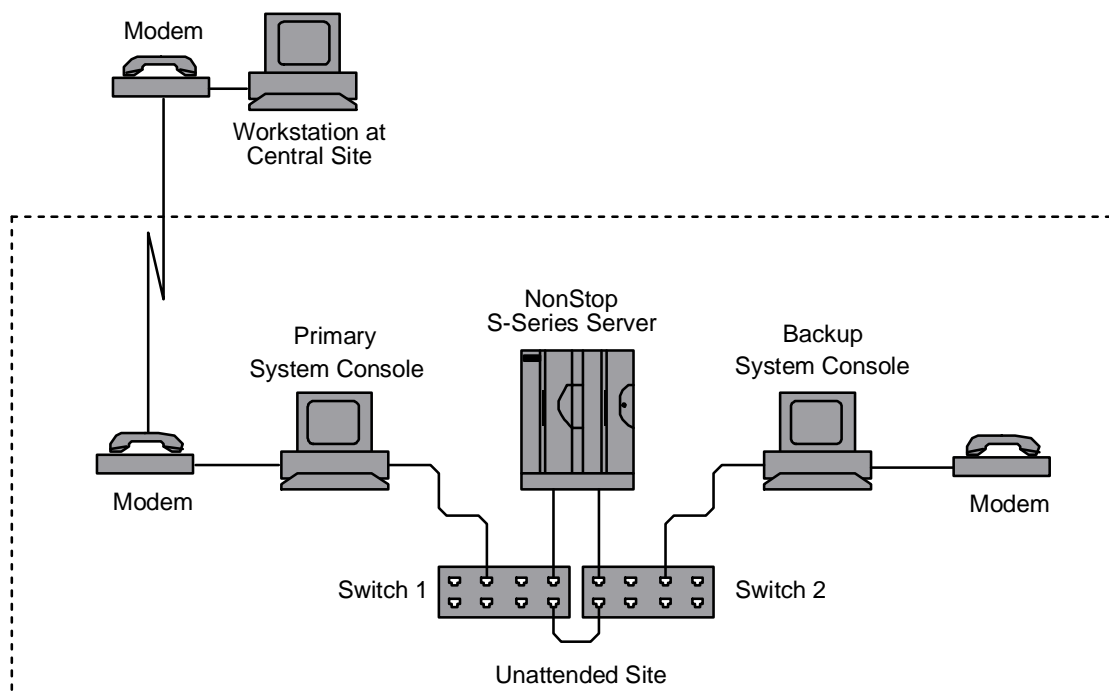 Modem
Workstation at
Central Site
NonStop
S-Series Server
Primary
System Console
Backup
System Console
Modem
Modem
Switch 1
Switch 2
Unattended Site